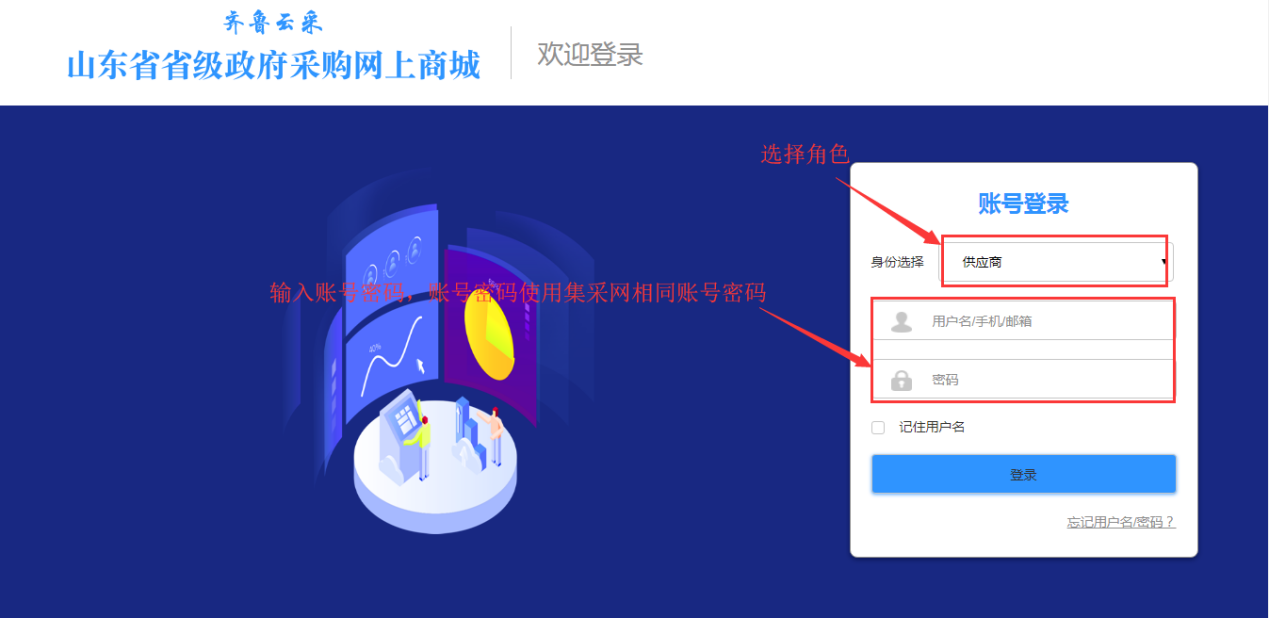 齐鲁云采
山东省省级政府采购网上商城
欢迎登录
选择角色
账号登录
身份选择
供应商
输入账号密码，账号密码使用集采网相同账号密码
用户名/手机/邮箱
40%
密码
记住用户名
登录
忘记用户名/密码？